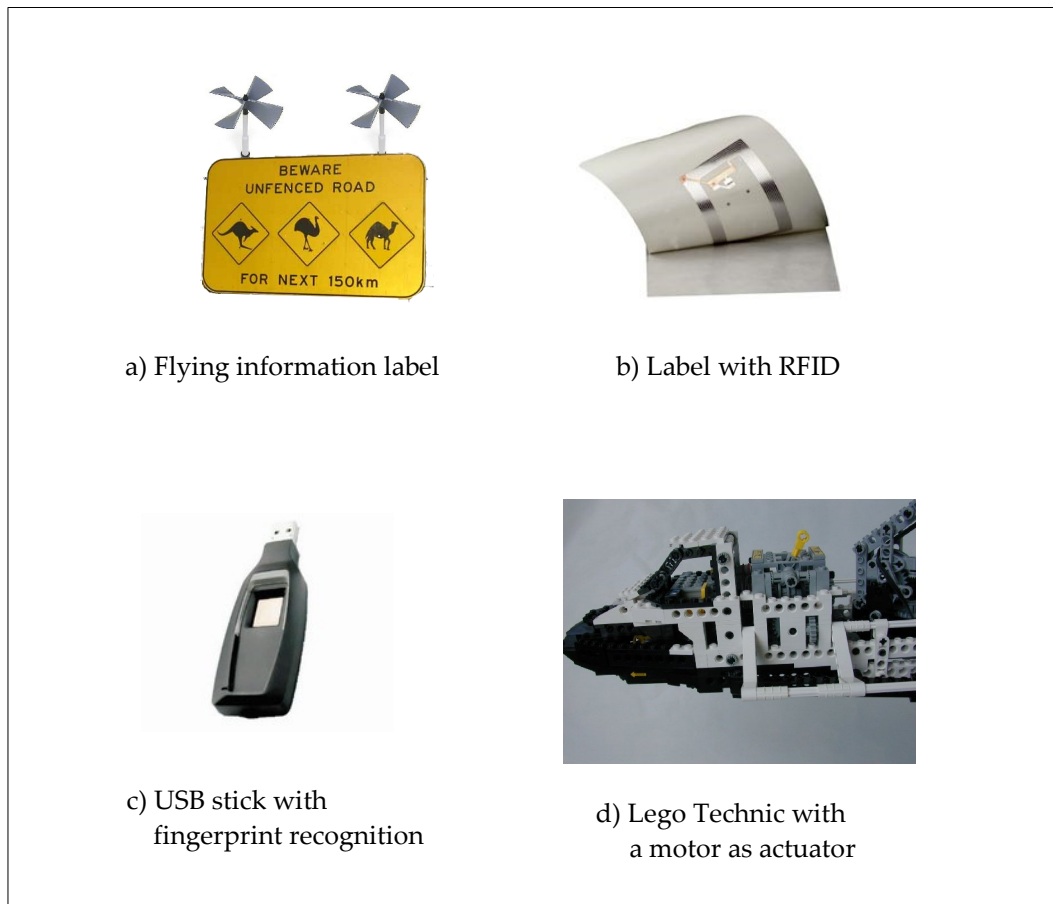 BEWARE
UNFENCED ROAD
FOR NEXT 150km
a) Flying information label
b) Label with RFID
c) USB stick with
fingerprint recognition
d) Lego Technic with
a motor as actuator